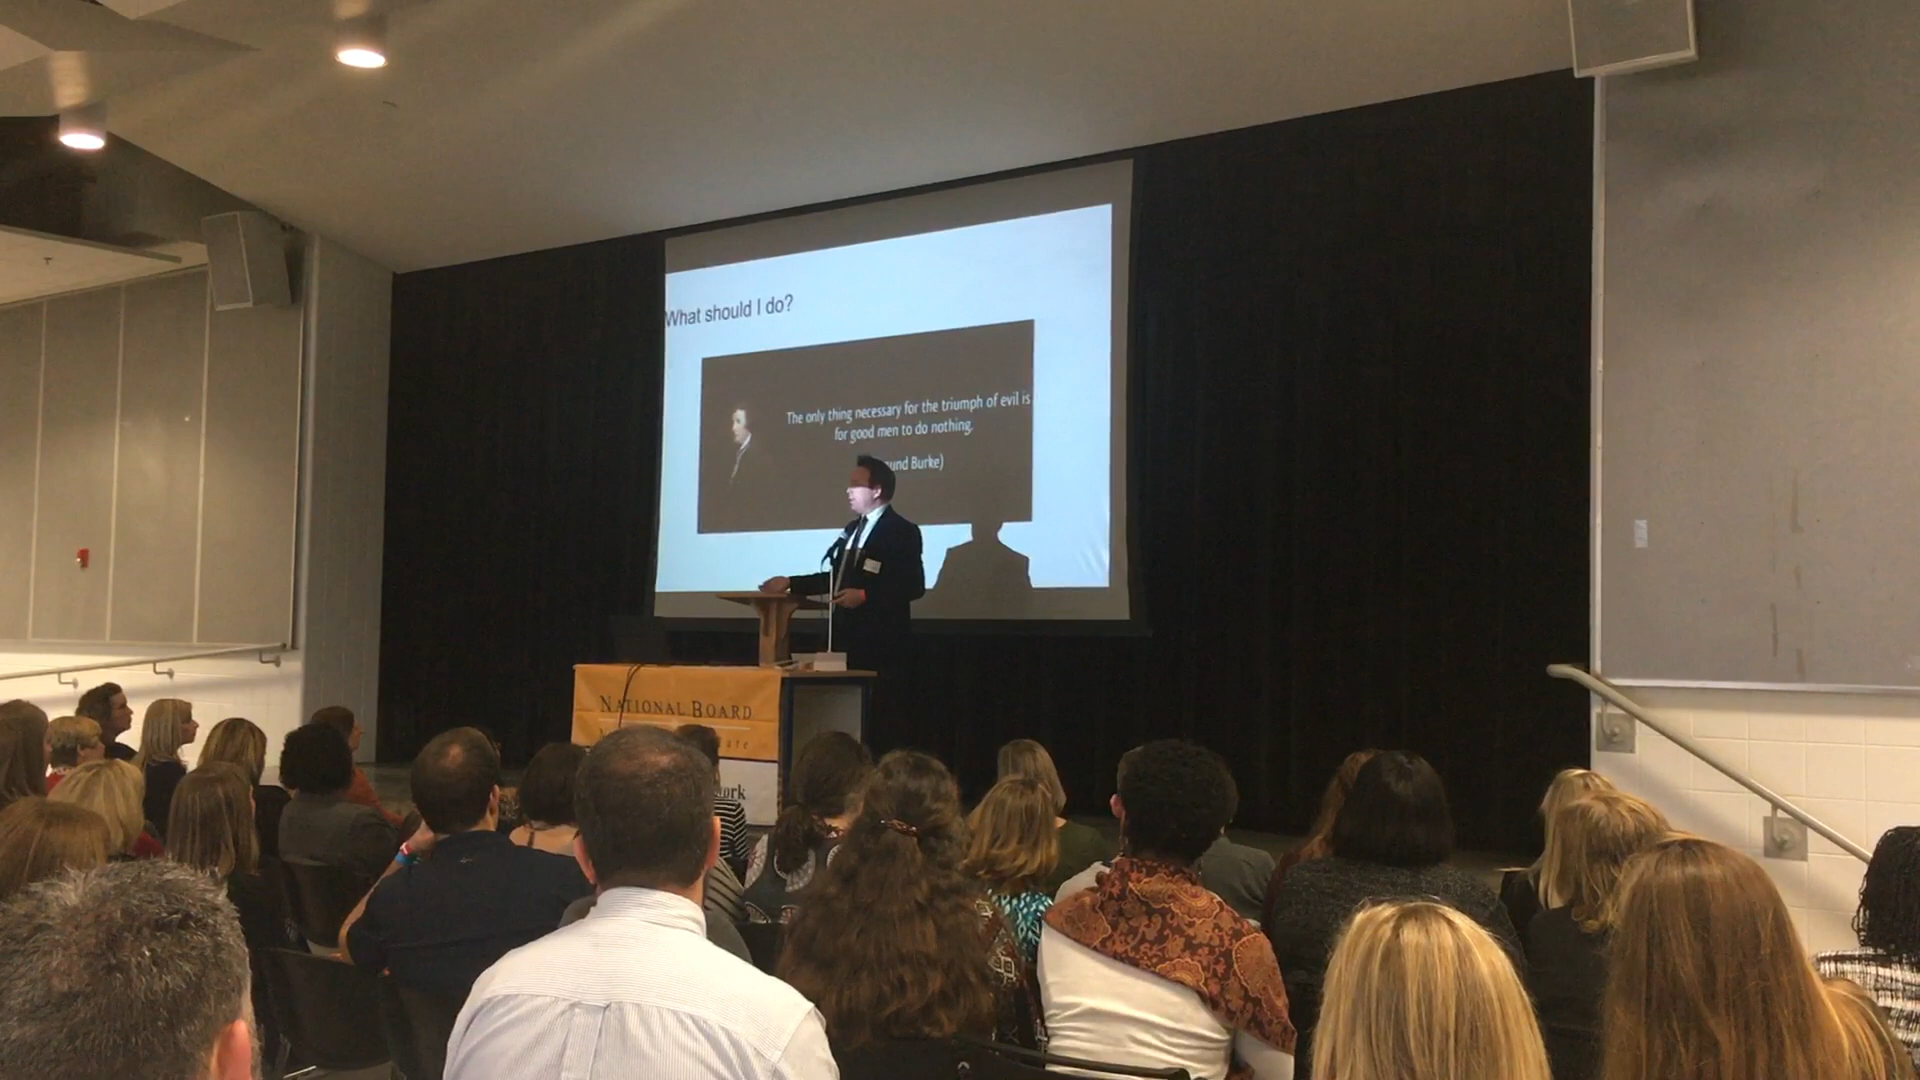 What should I do?
The only thing necessary for the triumph of evil is
for good men to do nothing.
und Burke)
NATIONAL BOARD